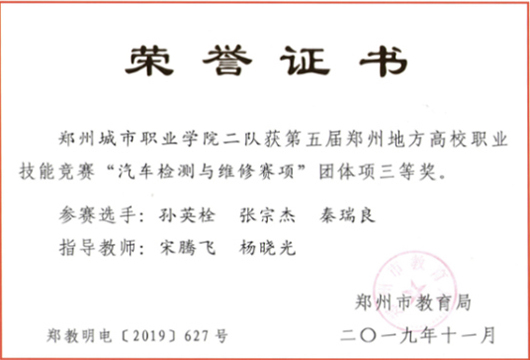 荣誉证书
郑州城市职业学院二队获第五届郑州地方高校职业
技能竞赛“汽车检测与维修赛项”团体项三等奖。
参赛选手：孙英栓 张宗杰 秦瑞良
指导教师：宋腾飞 杨晓光
郑州市教育局
郑教明电〔2019〕627号 二〇一九年十一月